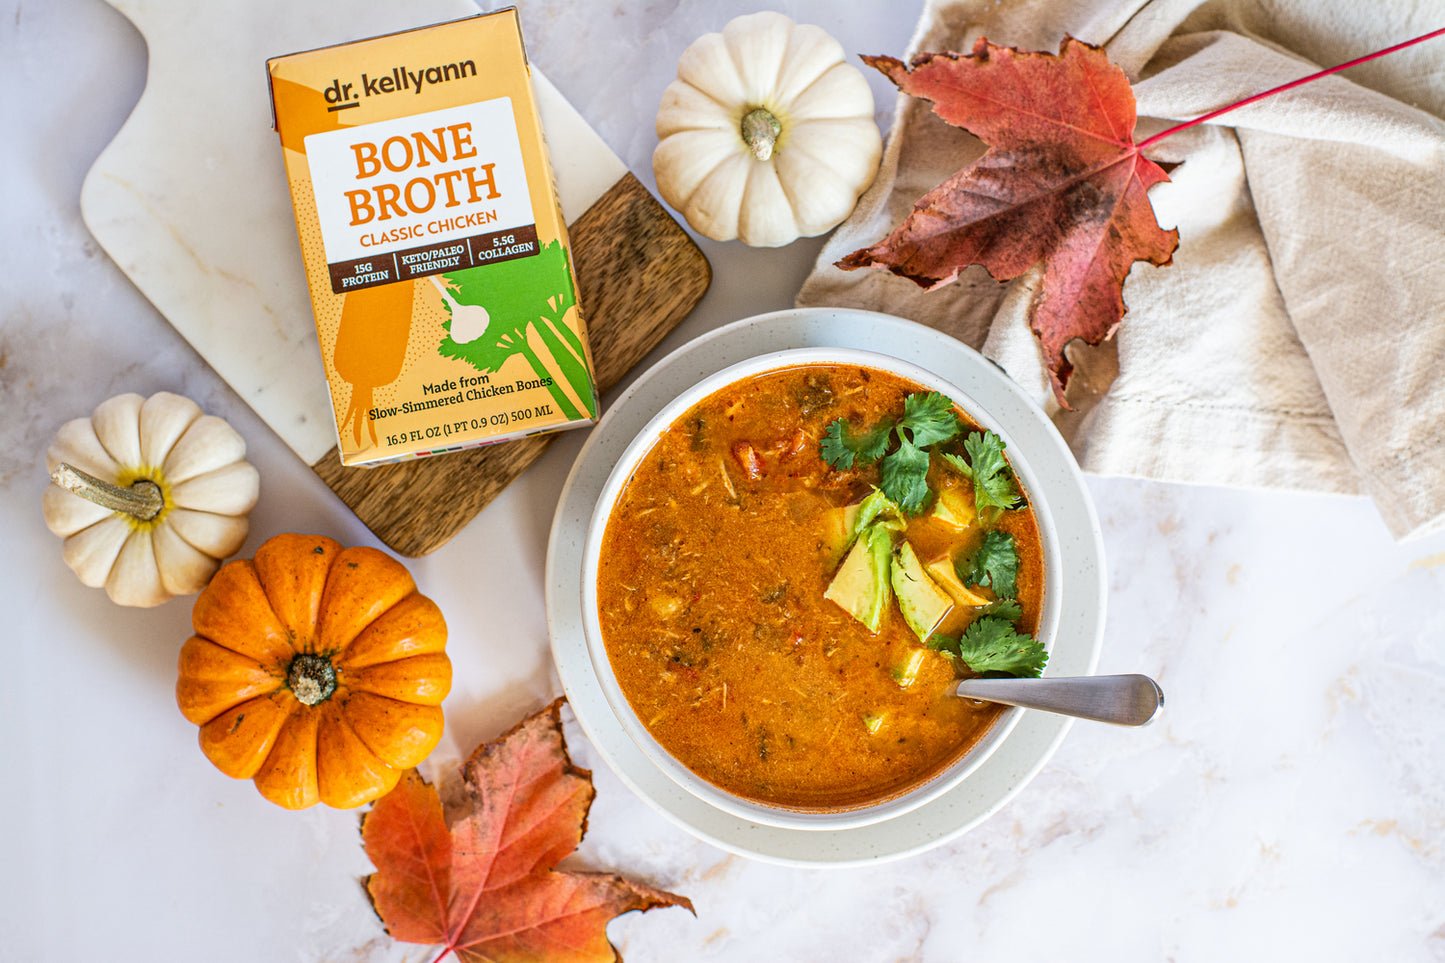 dr. kellyann
BONE
BROTH
CLASSIC CHICKEN
15G
PROTEIN
KETO/PALEO
FRIENDLY
5.5G
COLLAGEN
Made from
Slow-Simmered Chicken Bones
16.9 FL OZ (1 PT 0.9 OZ) 500 ML